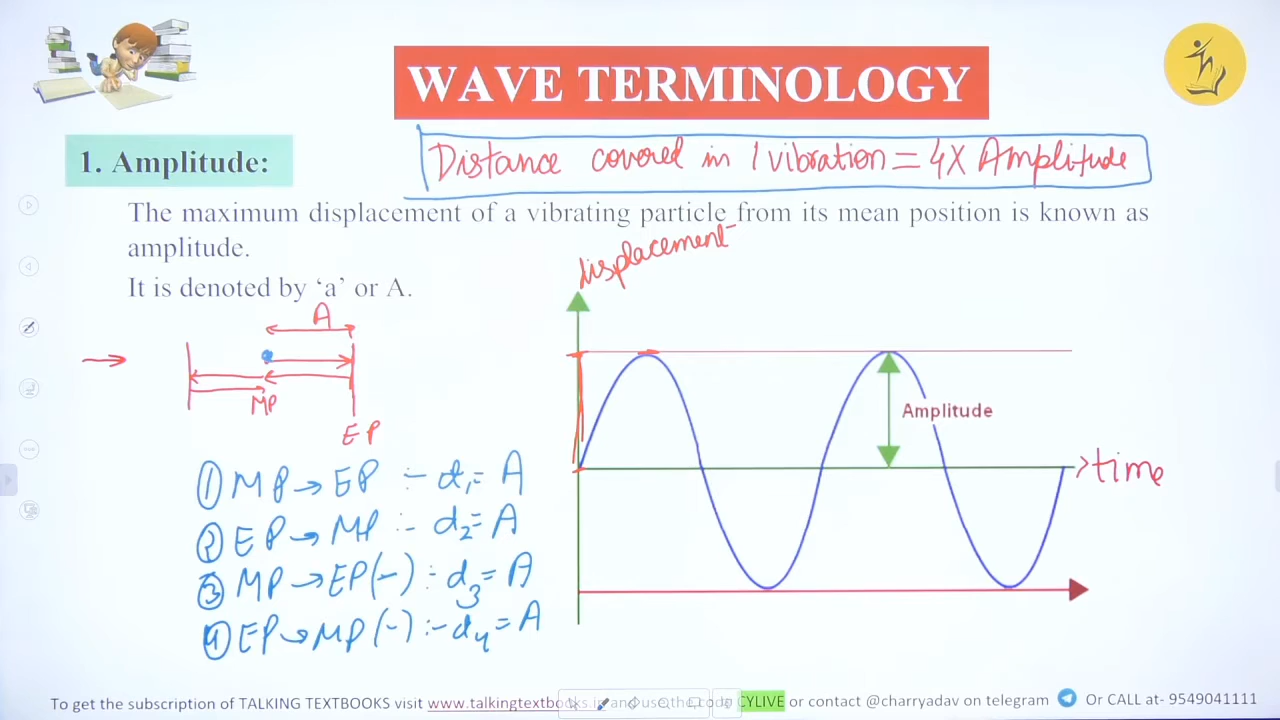 WAVE TERMINOLOGY
1. Amplitude:
Distance covered in 1 vibration = 4X Amplitude
The maximum displacement of a vibrating particle from its mean position is known as
amplitude.
It is denoted by ‘a’ or A.
displacement
A
MP
EP
Amplitude
time
① MP → EP :- d₁= A
② EP → MP :- d₂= A
③ MP → EP(-) :- d₃= A
④ EP → MP(-) :- d₄= A
To get the subscription of TALKING TEXTBOOKS visit www.talkingtextbooks.in and use the code CYLIVE or contact @charryadav on telegram Or CALL at- 9549041111